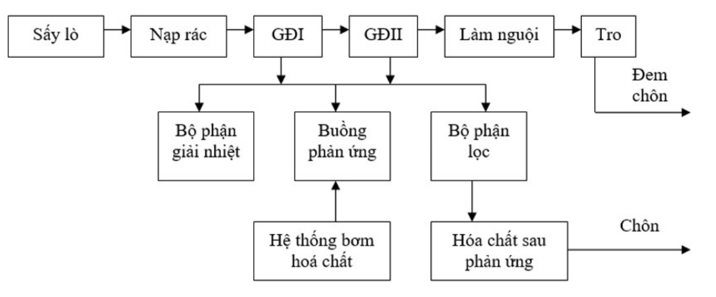 Sấy lò
Nạp rác
GĐI
GĐII
Làm nguội
Tro
Đem
chôn
Bộ phận
giải nhiệt
Buồng
phản ứng
Bộ phận
lọc
Hệ thống bơm
hoá chất
Hóa chất sau
phản ứng
Chôn